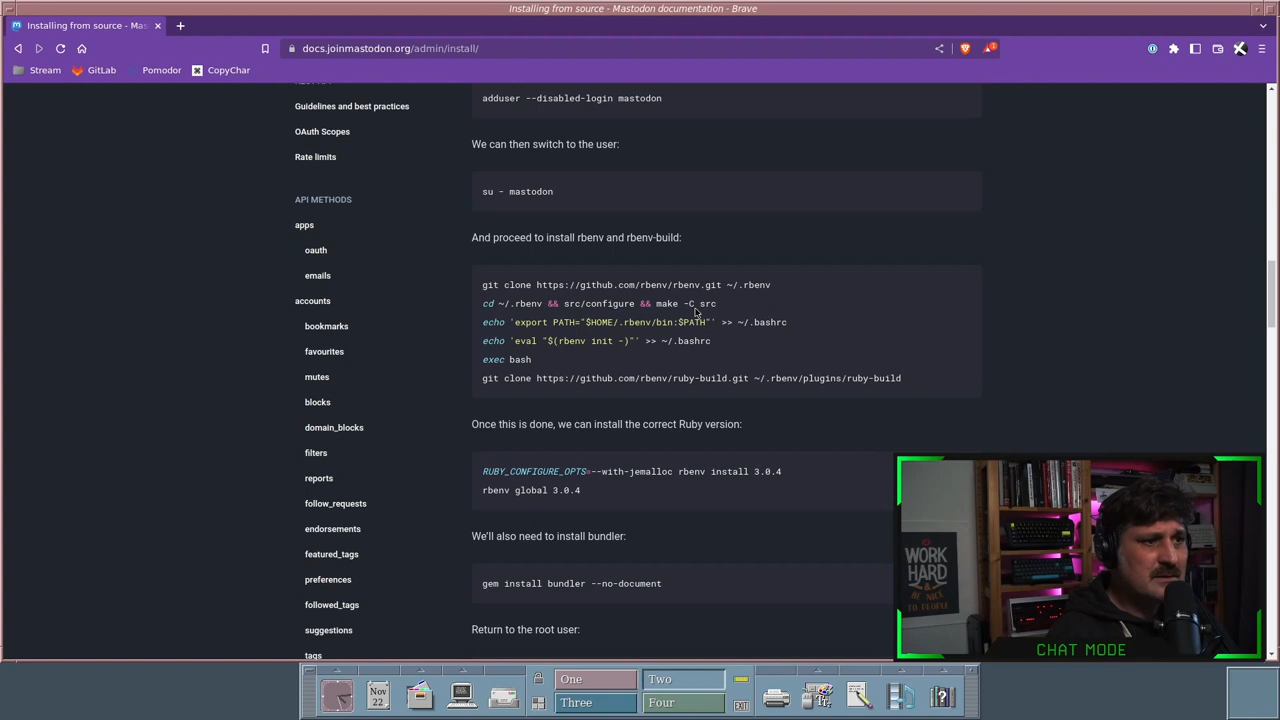 Installing from source - Mastodon documentation - Brave
Installing from source - Mas
docs.joinmastodon.org/admin/install/
Stream
GitLab
Pomodor
CopyChar
Guidelines and best practices
OAuth Scopes
Rate limits
API METHODS
apps
oauth
emails
accounts
bookmarks
favourites
mutes
blocks
domain_blocks
filters
reports
follow_requests
endorsements
featured_tags
preferences
followed_tags
suggestions
tags
adduser --disabled-login mastodon
We can then switch to the user:
su - mastodon
And proceed to install rbenv and rbenv-build:
git clone https://github.com/rbenv/rbenv.git ~/.rbenv
cd ~/.rbenv && src/configure && make -C src
echo 'export PATH="$HOME/.rbenv/bin:$PATH"' >> ~/.bashrc
echo 'eval "$(rbenv init -)"' >> ~/.bashrc
exec bash
git clone https://github.com/rbenv/ruby-build.git ~/.rbenv/plugins/ruby-build
Once this is done, we can install the correct Ruby version:
RUBY_CONFIGURE_OPTS=--with-jemalloc rbenv install 3.0.4
rbenv global 3.0.4
We'll also need to install bundler:
gem install bundler --no-document
Return to the root user:
WORK
HARD
& BE NICE
TO PEOPLE
CHAT MODE
Nov
22
One
Two
Three
Four
EXIT